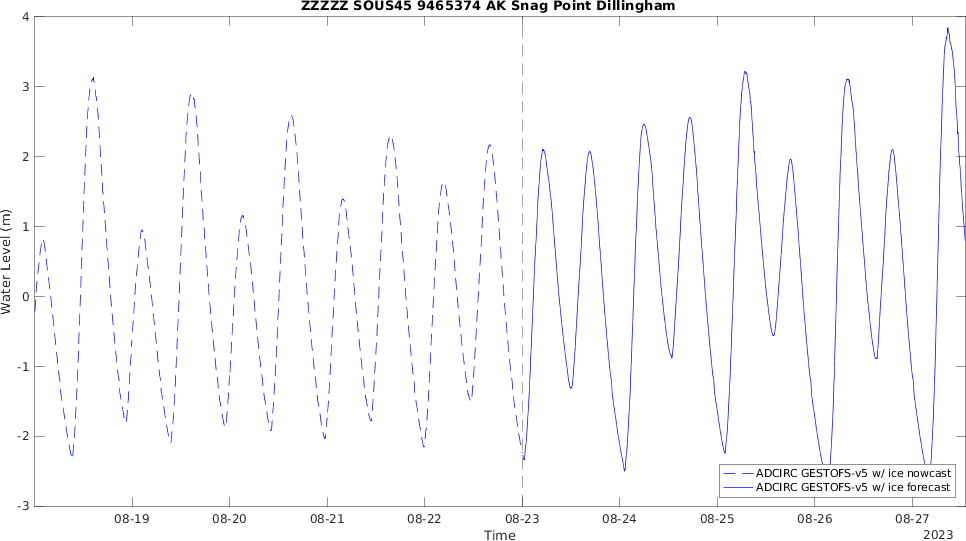 ZZZZZ SOUS45 9465374 AK Snag Point Dillingham
4
3
2
1
0
-1
-2
-3
Water Level (m)
ADCIRC GESTOFS-v5 w/ ice nowcast
ADCIRC GESTOFS-v5 w/ ice forecast
08-19 08-20 08-21 08-22 08-23 08-24 08-25 08-26 08-27
Time
2023